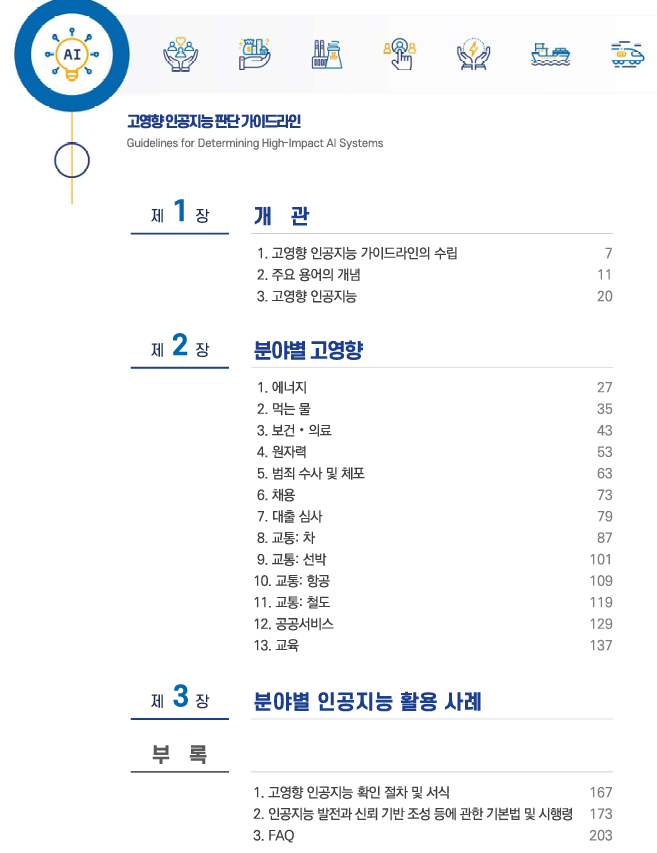 AI
고영향 인공지능 판단 가이드라인
Guidelines for Determining High-Impact AI Systems
제 1 장 개 관
1. 고영향 인공지능 가이드라인의 수립 7
2. 주요 용어의 개념 11
3. 고영향 인공지능 20
제 2 장 분야별 고영향
1. 에너지 27
2. 먹는 물 35
3. 보건・의료 43
4. 원자력 53
5. 범죄 수사 및 체포 63
6. 채용 73
7. 대출 심사 79
8. 교통: 차 87
9. 교통: 선박 101
10. 교통: 항공 109
11. 교통: 철도 119
12. 공공서비스 129
13. 교육 137
제 3 장 분야별 인공지능 활용 사례
부 록
1. 고영향 인공지능 확인 절차 및 서식 167
2. 인공지능 발전과 신뢰 기반 조성 등에 관한 기본법 및 시행령 173
3. FAQ 203